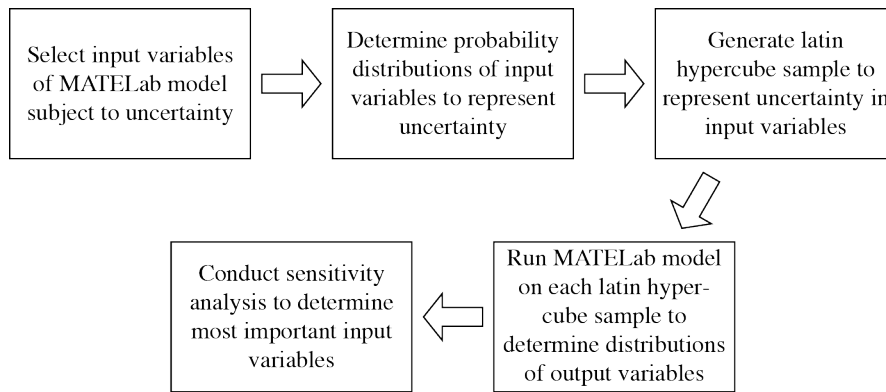 Select input variables
of MATELab model
subject to uncertainty
Determine probability
distributions of input
variables to represent
uncertainty
Generate latin
hypercube sample to
represent uncertainty in
input variables
Run MATELab model
on each latin hyper-
cube sample to
determine distributions
of output variables
Conduct sensitivity
analysis to determine
most important input
variables